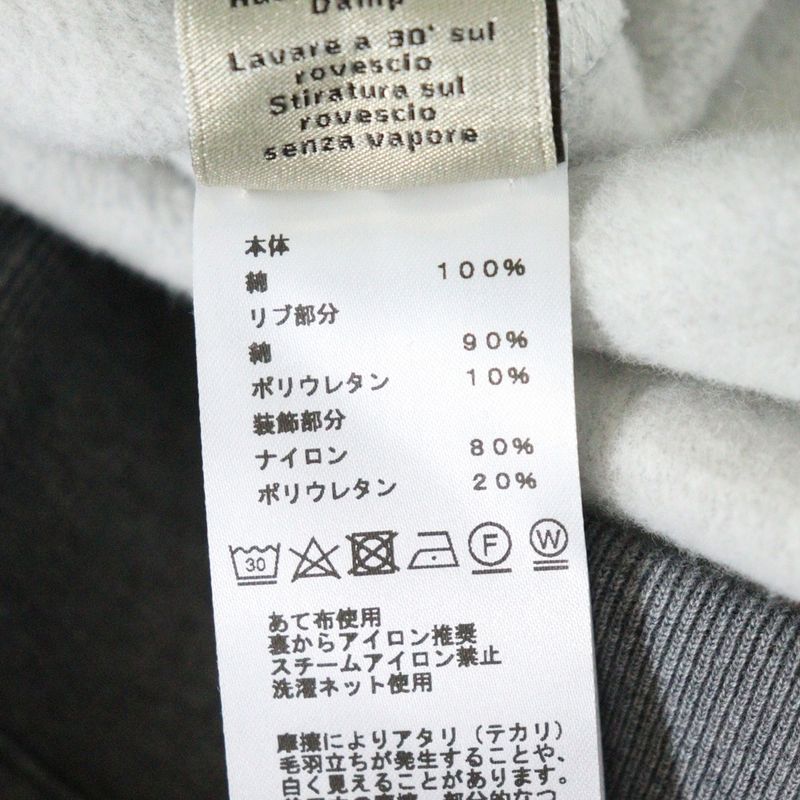 Damp
Lavare a 30° sul
rovescio
Stiratura sul
rovescio
senza vapore
本体
綿 100%
リブ部分
綿 90%
ポリウレタン 10%
装飾部分
ナイロン 80%
ポリウレタン 20%
30 F W
あて布使用
裏からアイロン推奨
スチームアイロン禁止
洗濯ネット使用
摩擦によりアタリ(テカリ)
毛羽立ちが発生することや、
白く見えることがあります。